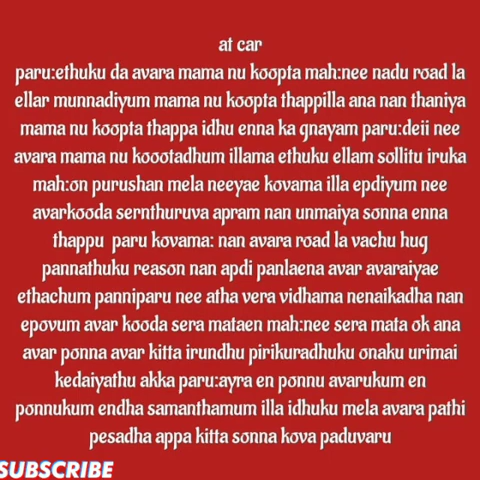 at car
paru:ethuku da avara mama nu koopta mah:nee nadu road la
ellar munnadiyum mama nu koopta thappilla ana nan thaniya
mama nu koopta thappa idhu enna ka gnayam paru:deii nee
avara mama nu koootadhum illama ethuku ellam sollitu iruka
mah:on purushan mela neeyae kovama illa epdiyum nee
avarkooda sernthuruva apram nan unmaiya sonna enna
thappu paru kovama: nan avara road la vachu hug
pannathuku reason nan apdi panlaena avar avaraiyae
ethachum panniparu nee atha vera vidhama nenaikadha nan
epovum avar kooda sera mataen mah:nee sera mata ok ana
avar ponna avar kitta irundhu pirikuradhuku onaku urimai
kedaiyathu akka paru:ayra en ponnu avarukum en
ponnukum endha samanthamum illa idhuku mela avara pathi
pesadha appa kitta sonna kova paduvaru
SUBSCRIBE